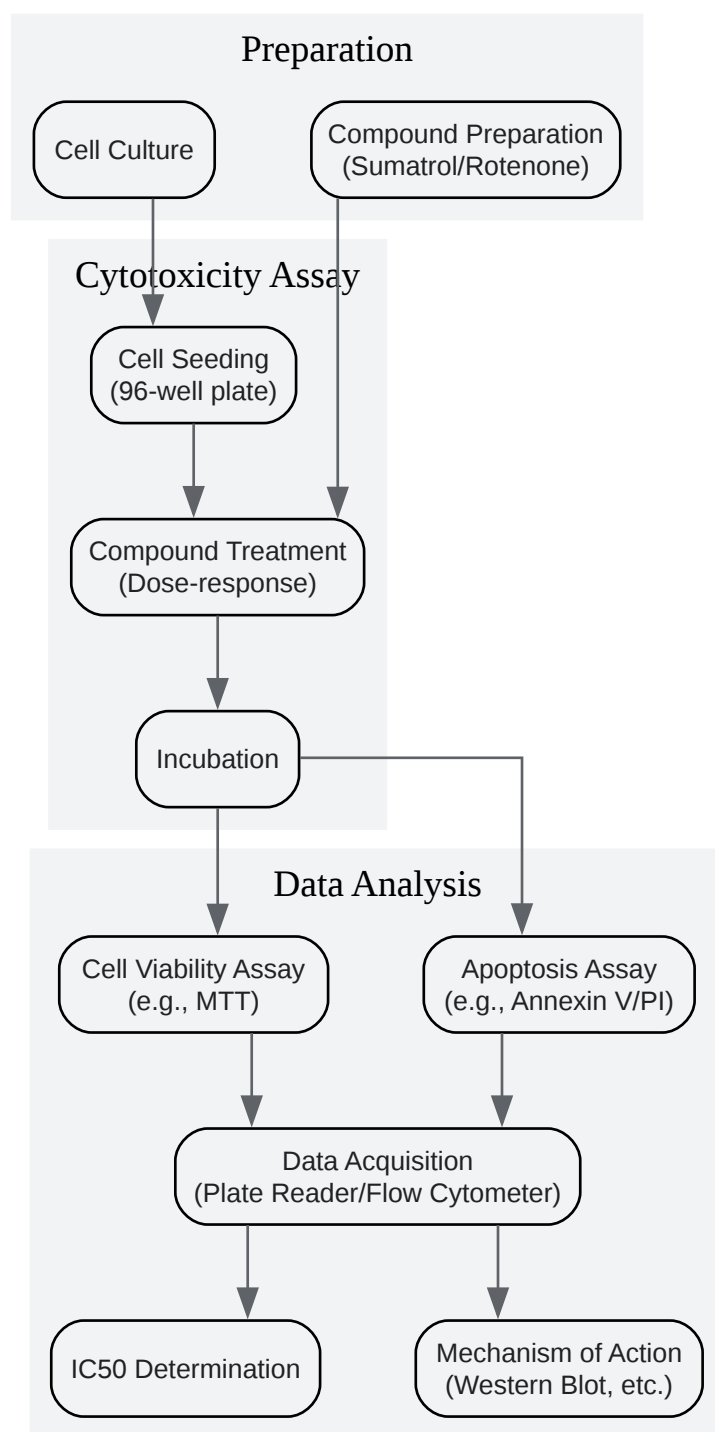 Preparation
Cell Culture
Compound Preparation
(Sumatrol/Rotenone)
Cytotoxicity Assay
Cell Seeding
(96-well plate)
Compound Treatment
(Dose-response)
Incubation
Data Analysis
Cell Viability Assay
(e.g., MTT)
Apoptosis Assay
(e.g., Annexin V/PI)
Data Acquisition
(Plate Reader/Flow Cytometer)
IC50 Determination
Mechanism of Action
(Western Blot, etc.)